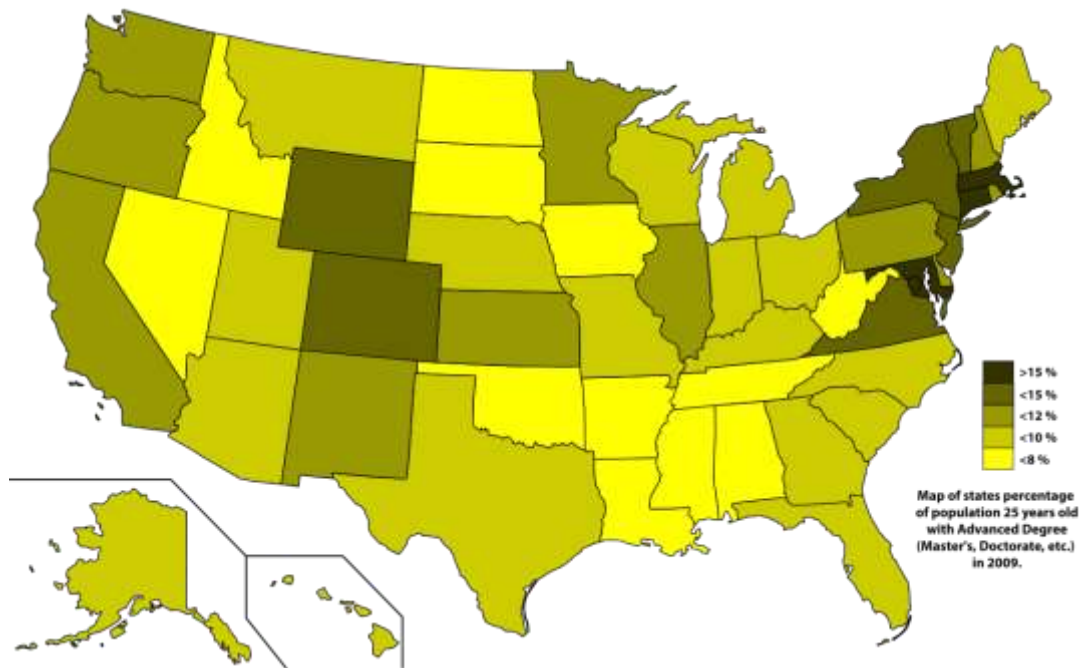 >15 %
<15 %
<12 %
<10 %
<8 %
Map of states percentage
of population 25 years old
with Advanced Degree
(Master's, Doctorate, etc.)
in 2009.